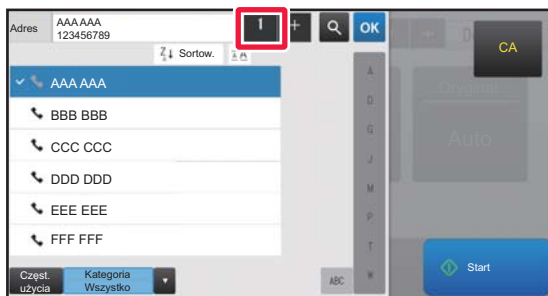 Adres
AAA AAA
123456789
1
+
OK
CA
Z↓ Sortow.
AAA AAA
BBB BBB
CCC CCC
DDD DDD
EEE EEE
FFF FFF
A
D
G
J
M
P
T
W
Original
Auto
Częst.
użycia
Kategoria
Wszystko
ABC
Start